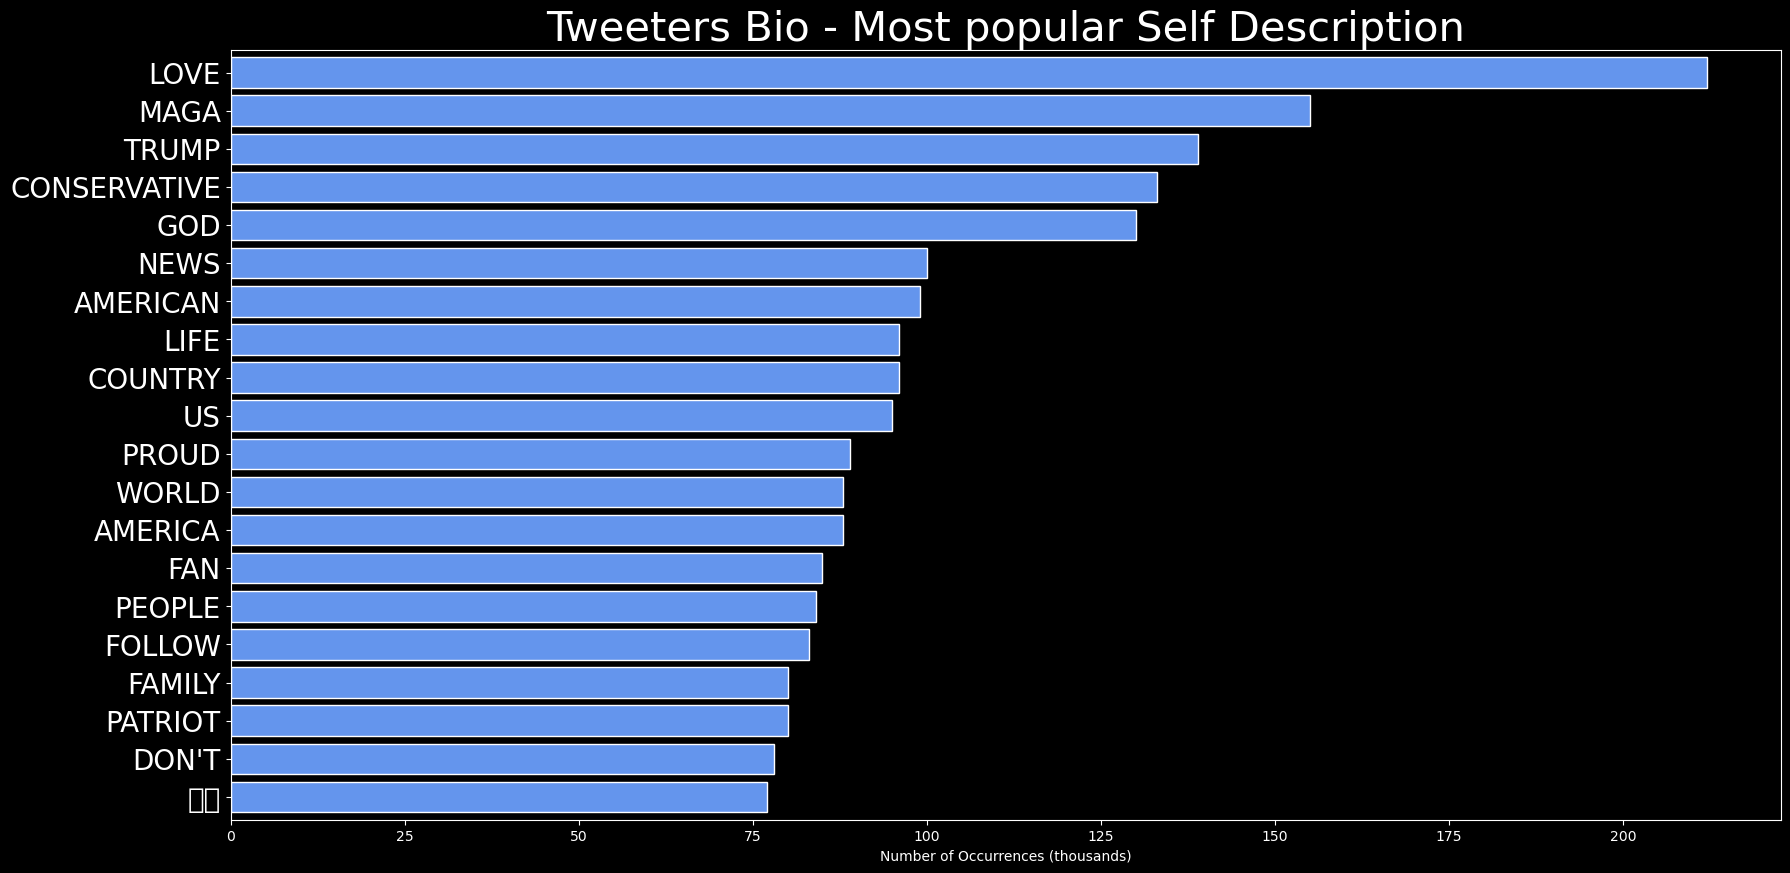 Tweeters Bio - Most popular Self Description
LOVE
MAGA
TRUMP
CONSERVATIVE
GOD
NEWS
AMERICAN
LIFE
COUNTRY
US
PROUD
WORLD
AMERICA
FAN
PEOPLE
FOLLOW
FAMILY
PATRIOT
DON'T
0 25 50 75 100 125 150 175 200
Number of Occurrences (thousands)